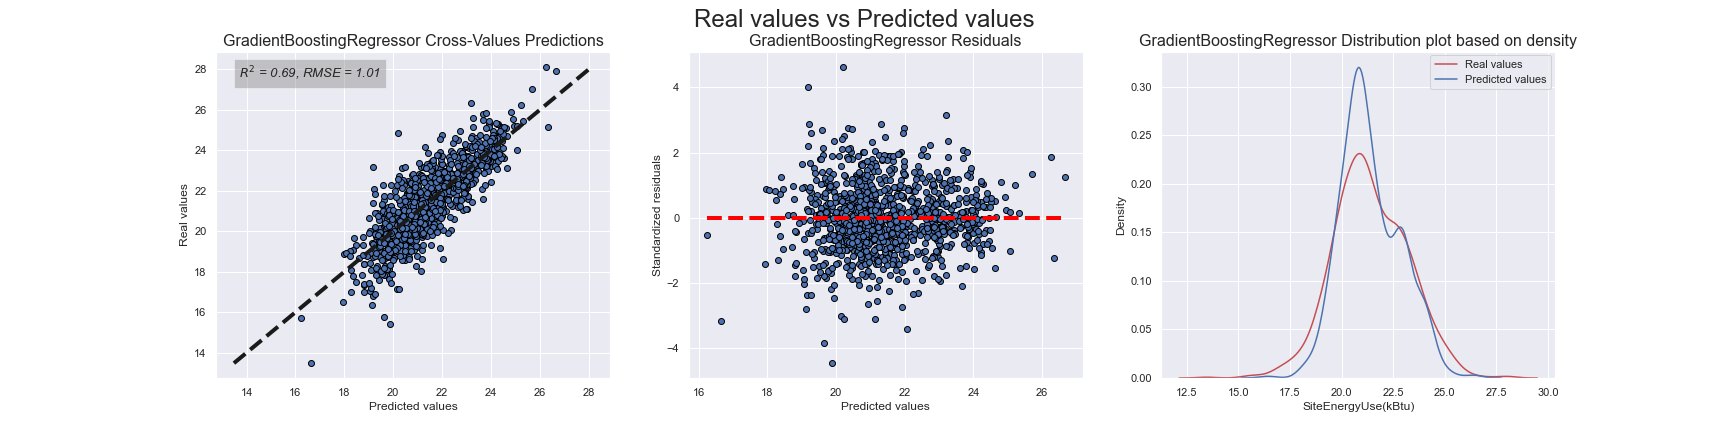 Real values vs Predicted values
GradientBoostingRegressor Cross-Values Predictions
R² = 0.69, RMSE = 1.01
28
26
24
22
20
18
16
14
Real values
14 16 18 20 22 24 26 28
Predicted values
GradientBoostingRegressor Residuals
4
2
0
−2
−4
Standardized residuals
16 18 20 22 24 26
Predicted values
GradientBoostingRegressor Distribution plot based on density
Real values
Predicted values
0.30
0.25
0.20
0.15
0.10
0.05
0.00
Density
12.5 15.0 17.5 20.0 22.5 25.0 27.5 30.0
SiteEnergyUse(kBtu)